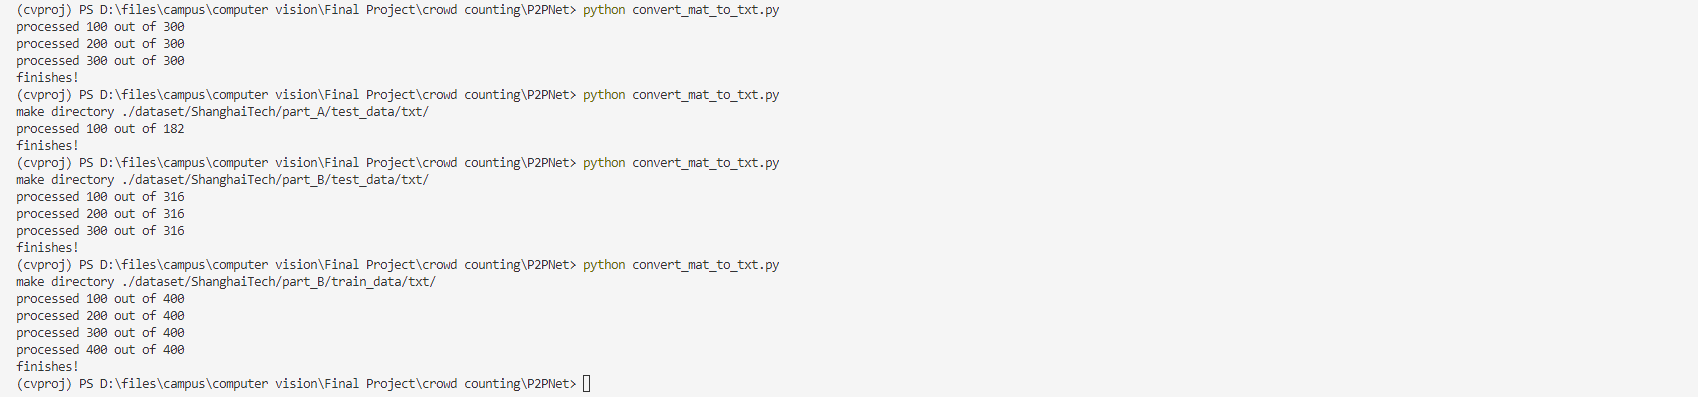 (cvproj) PS D:\files\campus\computer vision\Final Project\crowd counting\P2PNet> python convert_mat_to_txt.py
processed 100 out of 300
processed 200 out of 300
processed 300 out of 300
finishes!
(cvproj) PS D:\files\campus\computer vision\Final Project\crowd counting\P2PNet> python convert_mat_to_txt.py
make directory ./dataset/ShanghaiTech/part_A/test_data/txt/
processed 100 out of 182
finishes!
(cvproj) PS D:\files\campus\computer vision\Final Project\crowd counting\P2PNet> python convert_mat_to_txt.py
make directory ./dataset/ShanghaiTech/part_B/test_data/txt/
processed 100 out of 316
processed 200 out of 316
processed 300 out of 316
finishes!
(cvproj) PS D:\files\campus\computer vision\Final Project\crowd counting\P2PNet> python convert_mat_to_txt.py
make directory ./dataset/ShanghaiTech/part_B/train_data/txt/
processed 100 out of 400
processed 200 out of 400
processed 300 out of 400
processed 400 out of 400
finishes!
(cvproj) PS D:\files\campus\computer vision\Final Project\crowd counting\P2PNet>